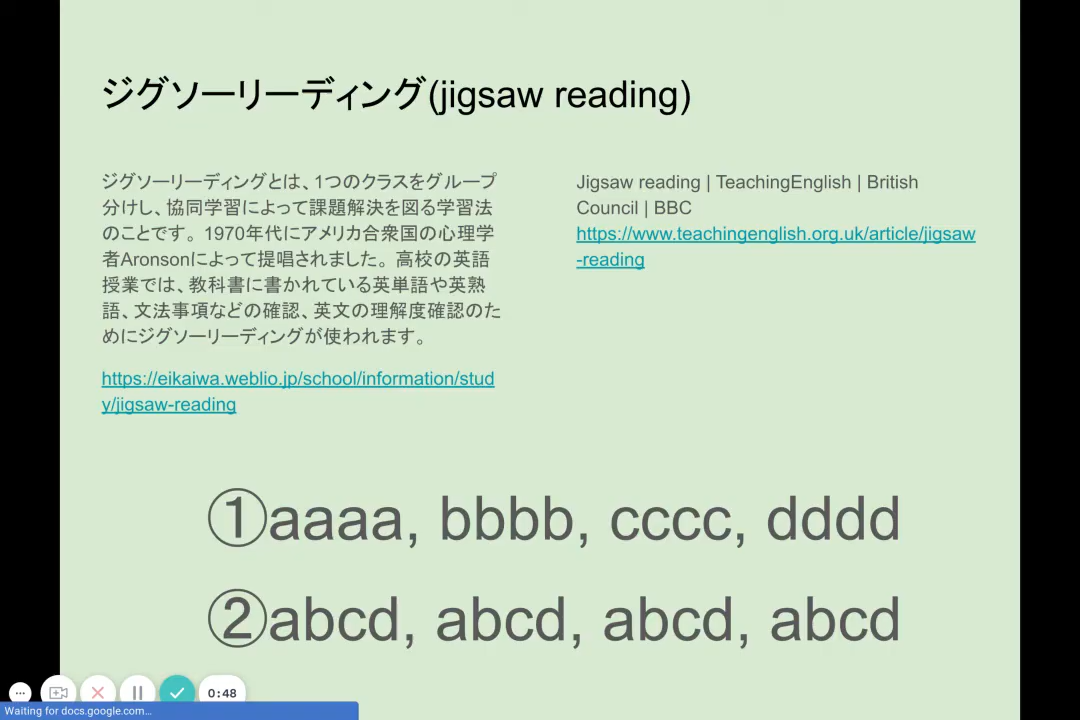 ジグソーリーディング(jigsaw reading)
ジグソーリーディングとは、1つのクラスをグループ
分けし、協同学習によって課題解決を図る学習法
のことです。1970年代にアメリカ合衆国の心理学
者Aronsonによって提唱されました。高校の英語
授業では、教科書に書かれている英単語や英熟
語、文法事項などの確認、英文の理解度確認のた
めにジグソーリーディングが使われます。
https://eikaiwa.weblio.jp/school/information/stud
y/jigsaw-reading
Jigsaw reading | TeachingEnglish | British
Council | BBC
https://www.teachingenglish.org.uk/article/jigsaw
-reading
①aaaa, bbbb, cccc, dddd
②abcd, abcd, abcd, abcd
0:48
Waiting for docs.google.com...